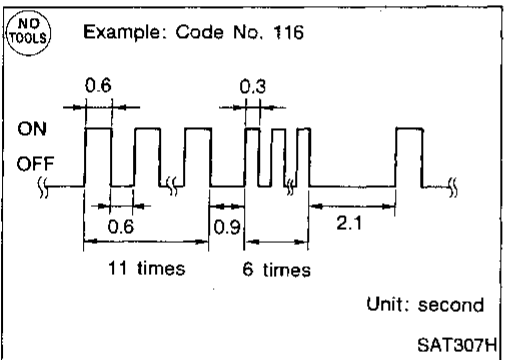 NO
TOOLS
Example: Code No. 116
0.6
0.3
ON
OFF
0.6
0.9
2.1
11 times
6 times
Unit: second
SAT307H